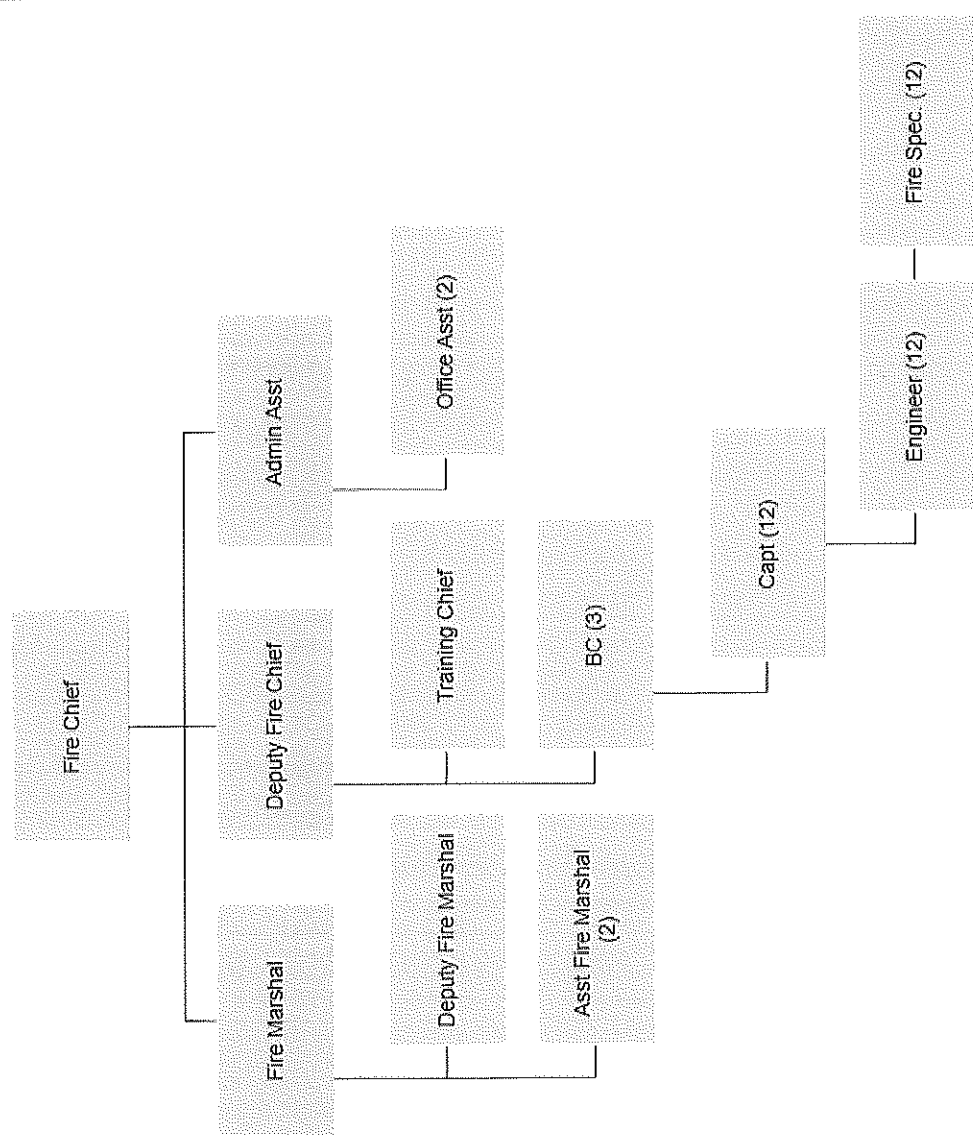 Fire Chief
Fire Marshal
Deputy Fire Chief
Admin Asst
Deputy Fire Marshal
Training Chief
Office Asst (2)
Asst Fire Marshal
(2)
BC (3)
Capt (12)
Engineer (12)
Fire Spec. (12)